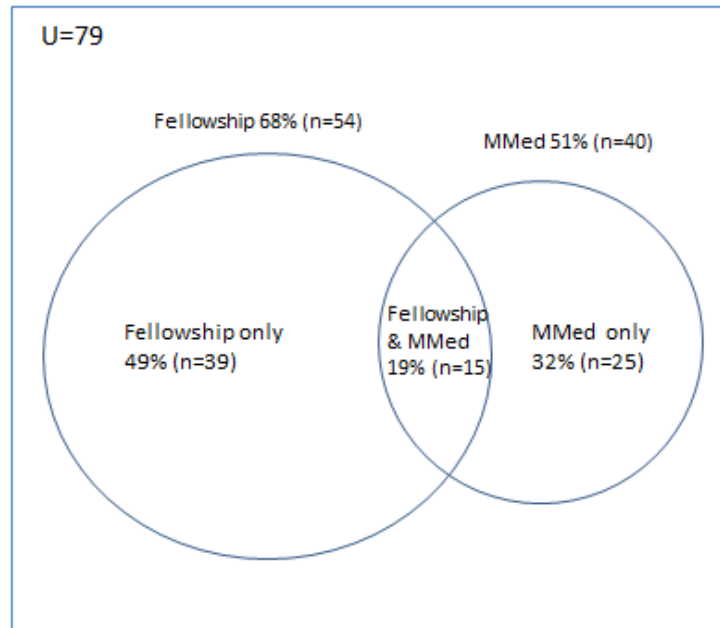 U=79
Fellowship 68% (n=54)
MMed 51% (n=40)
Fellowship only
49% (n=39)
Fellowship
& MMed
19% (n=15)
MMed only
32% (n=25)